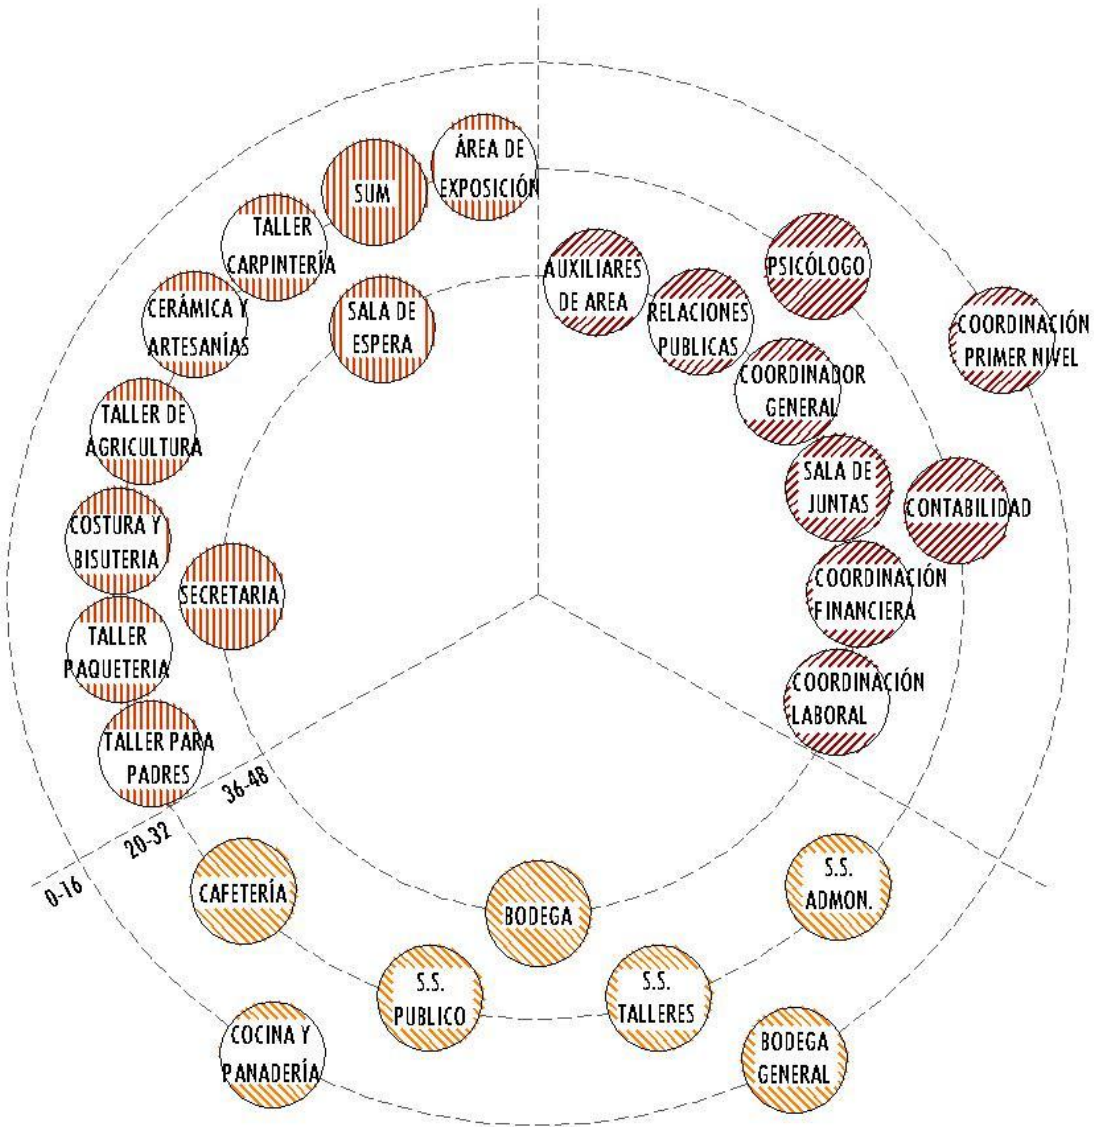 ÁREA DE
EXPOSICIÓN
SUM
TALLER
CARPINTERÍA
CERÁMICA Y
ARTESANÍAS
SALA DE
ESPERA
TALLER DE
AGRICULTURA
COSTURA Y
BISUTERIA
SECRETARIA
TALLER
PAQUETERIA
TALLER PARA
PADRES
AUXILIARES
DE AREA
RELACIONES
PUBLICAS
PSICÓLOGO
COORDINACIÓN
PRIMER NIVEL
COORDINADOR
GENERAL
SALA DE
JUNTAS
CONTABILIDAD
COORDINACIÓN
FINANCIERA
COORDINACIÓN
LABORAL
36-48
20-32
0-16
CAFETERÍA
BODEGA
S.S.
ADMON.
S.S.
PUBLICO
S.S.
TALLERES
COCINA Y
PANADERÍA
BODEGA
GENERAL